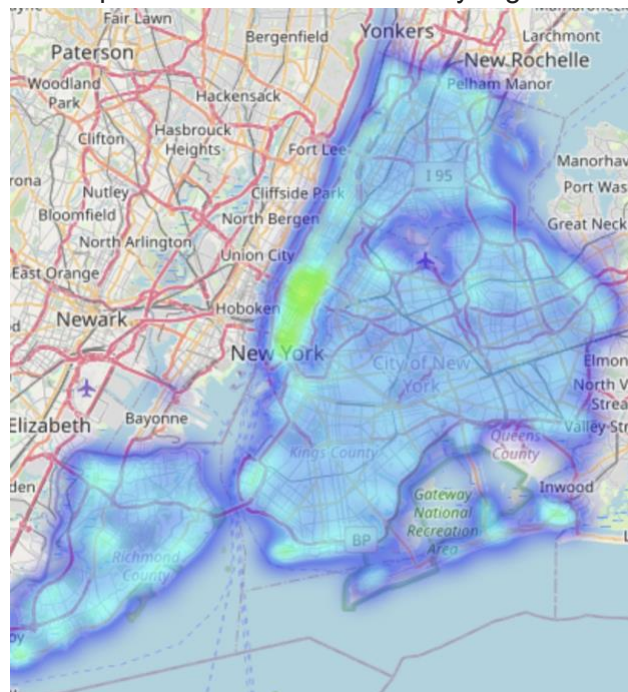 Fair Lawn
Yonkers
Larchmont
Paterson
Bergenfield
New Rochelle
Woodland
Park
Hackensack
Pelham Manor
Clifton
Hasbrouck
Heights
Fort Lee
Manorhav
I 95
Port Was
Nutley
Cliffside Park
Bloomfield
North Bergen
Great Neck
North Arlington
Union City
East Orange
Hoboken
Newark
New York
City of New
York
Elmon
North V
Strea
Valley Str
Bayonne
Elizabeth
Kings County
Queens
County
den
Inwood
Gateway
National
Recreation
Area
BP
Richmond
County